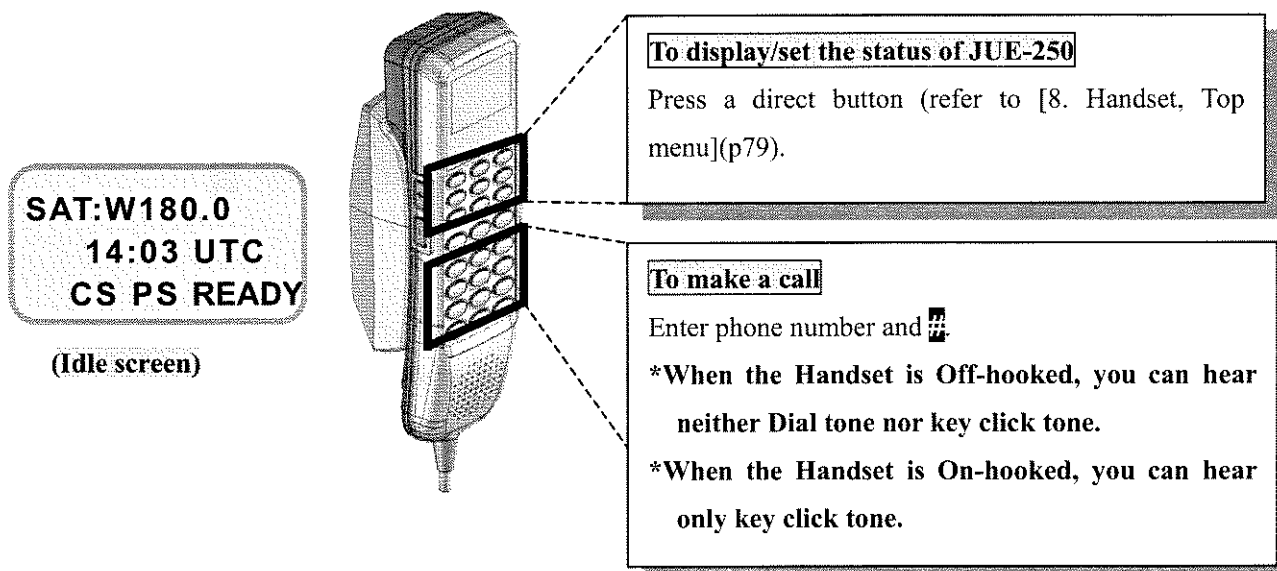 SAT:W180.0
14:03 UTC
CS PS READY
(Idle screen)
To display/set the status of JUE-250
Press a direct button (refer to [8. Handset, Top
menu](p79).
To make a call
Enter phone number and #.
*When the Handset is Off-hooked, you can hear
neither Dial tone nor key click tone.
*When the Handset is On-hooked, you can hear
only key click tone.